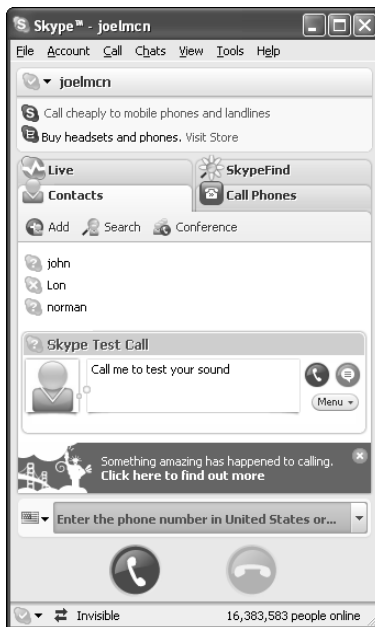 Skype™ - joelmcn
File Account Call Chats View Tools Help
joelmcn
Call cheaply to mobile phones and landlines
Buy headsets and phones. Visit Store
Live SkypeFind
Contacts Call Phones
Add Search Conference
john
Lon
norman
Skype Test Call
Call me to test your sound
Menu
Something amazing has happened to calling.
Click here to find out more
Enter the phone number in United States or...
Invisible 16,383,583 people online